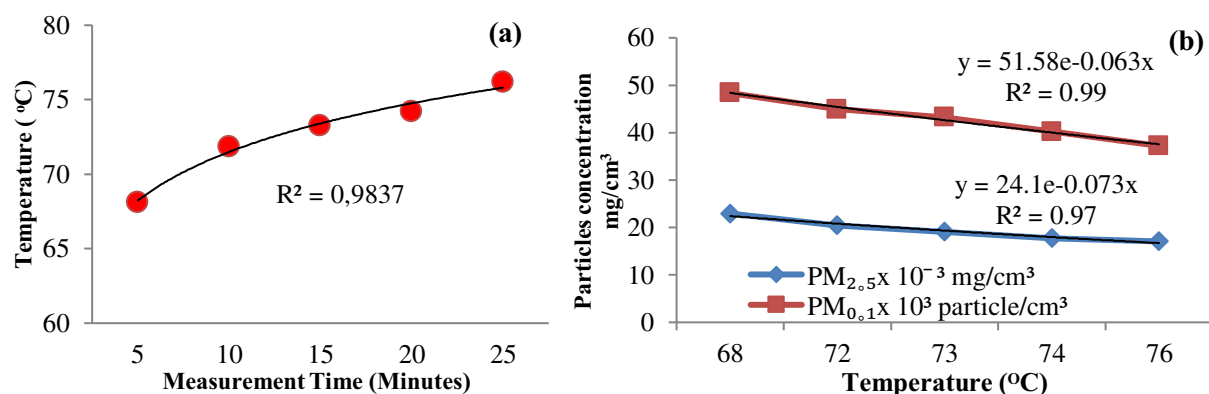 (a)
80
75
70
65
60
Temperature ( ºC)
R² = 0,9837
5 10 15 20 25
Measurement Time (Minutes)
(b)
60
50
40
30
20
10
0
Particles concentration
mg/cm³
y = 51.58e-0.063x
R² = 0.99
y = 24.1e-0.073x
R² = 0.97
PM₂.₅x 10⁻³ mg/cm³
PM₀.₁x 10³ particle/cm³
68 72 73 74 76
Temperature (ºC)